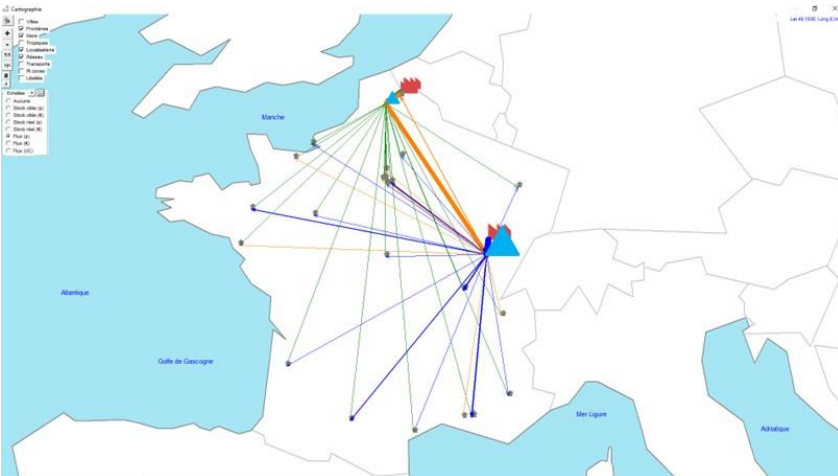 Cartographie
Villes
Frontières
Mers
Tropiques
Localisations
Réseau
Transports
Pt cornec
Libellés
Echelles
Aucune
Stock cible (p)
Stock cible (€)
Stock réel (p)
Stock réel (€)
Flux (p)
Flux (€)
Flux (UC)
Manche
Atlantique
Golfe de Gascogne
Mer Ligure
Adriatique